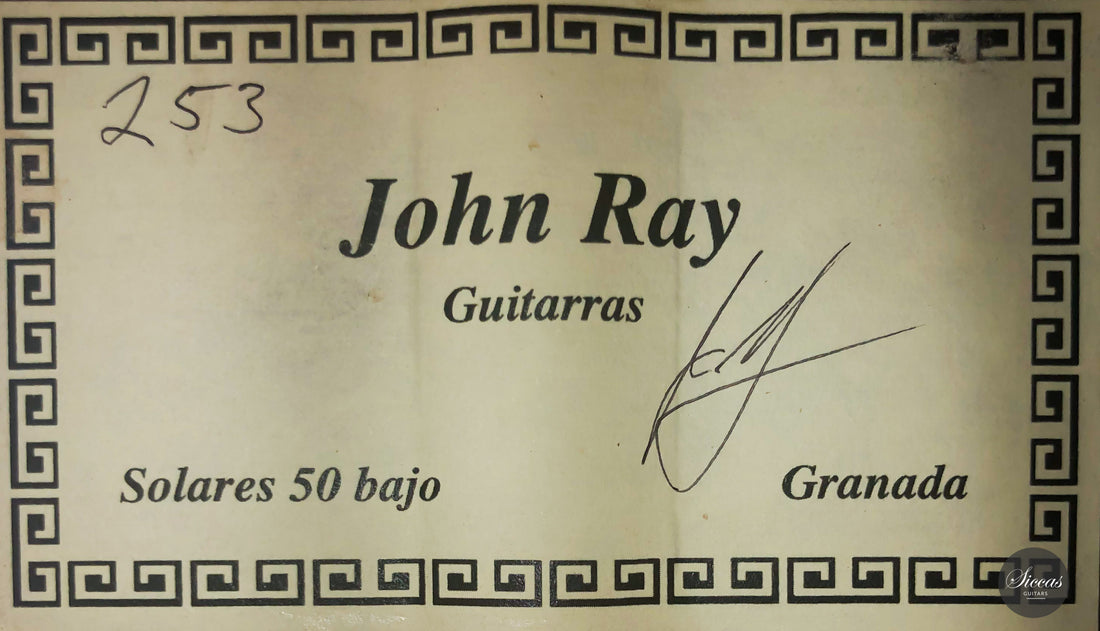 253
John Ray
Guitarras
Solares 50 bajo
Granada
Siccas
GUITARS